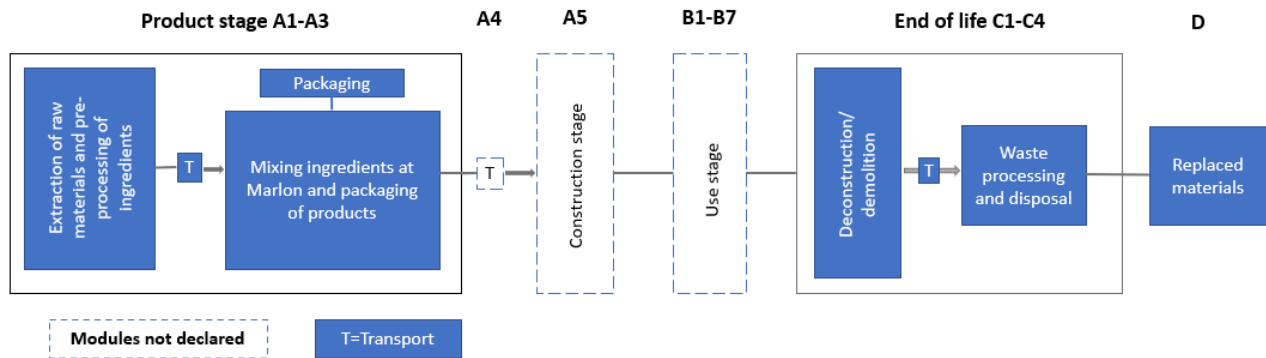 Product stage A1-A3
A4
A5
B1-B7
End of life C1-C4
D
Extraction of raw
materials and pre-
processing of
ingredients
T
Packaging
Mixing ingredients at
Marlon and packaging
of products
T
Construction stage
Use stage
Deconstruction/
demolition
T
Waste
processing
and disposal
Replaced
materials
Modules not declared
T=Transport